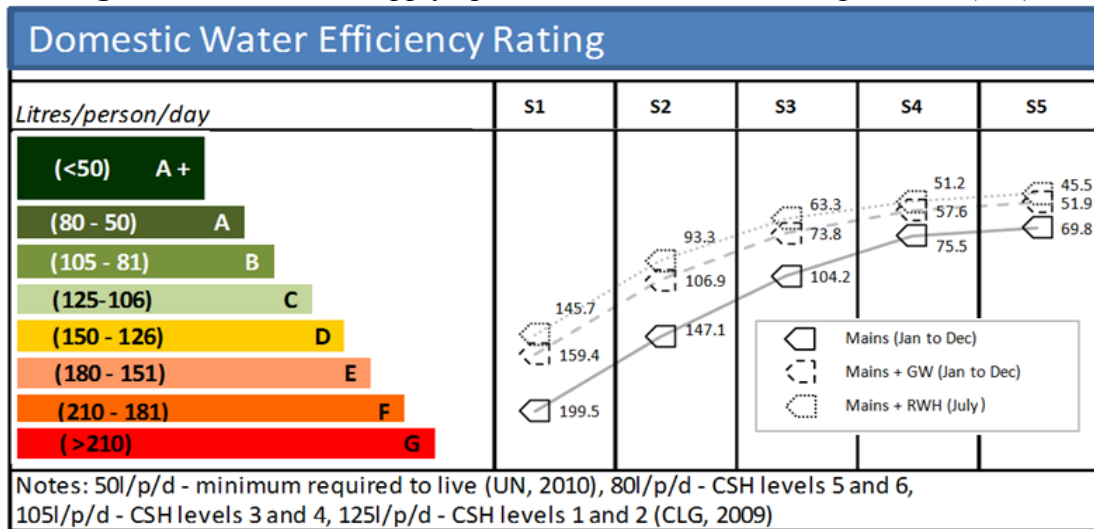 Domestic Water Efficiency Rating
Litres/person/day S1 S2 S3 S4 S5
(<50) A +
(80 - 50) A
(105 - 81) B
(125-106) C
(150 - 126) D
(180 - 151) E
(210 - 181) F
( >210) G
145.7
159.4
199.5
93.3
106.9
147.1
63.3
73.8
104.2
51.2
57.6
75.5
45.5
51.9
69.8
Mains (Jan to Dec)
Mains + GW (Jan to Dec)
Mains + RWH (July)
Notes: 50l/p/d - minimum required to live (UN, 2010), 80l/p/d - CSH levels 5 and 6,
105l/p/d - CSH levels 3 and 4, 125l/p/d - CSH levels 1 and 2 (CLG, 2009)